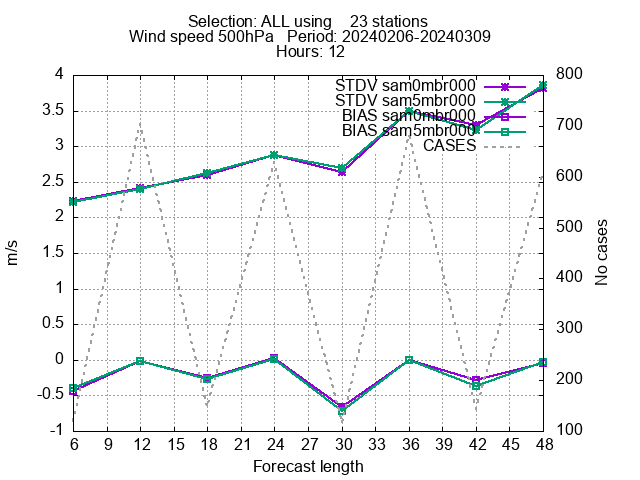 Selection: ALL using 23 stations
Wind speed 500hPa Period: 20240206-20240309
Hours: 12
STDV sam0mbr000
STDV sam5mbr000
BIAS sam0mbr000
BIAS sam5mbr000
CASES
4
3.5
3
2.5
2
1.5
1
0.5
0
-0.5
-1
m/s
800
700
600
500
400
300
200
100
No cases
6 9 12 15 18 21 24 27 30 33 36 39 42 45 48
Forecast length